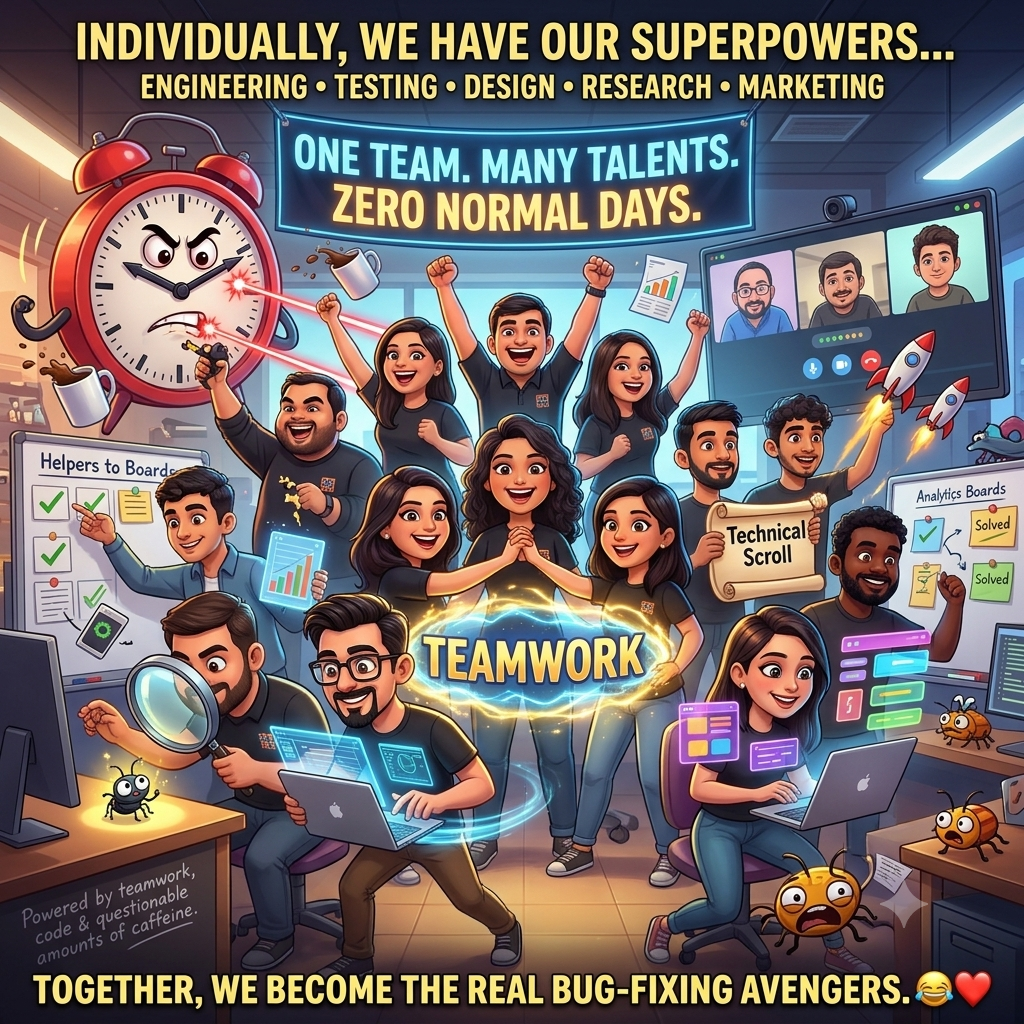 INDIVIDUALLY, WE HAVE OUR SUPERPOWERS...
ENGINEERING • TESTING • DESIGN • RESEARCH • MARKETING
ONE TEAM. MANY TALENTS.
ZERO NORMAL DAYS.
Helpers to Boards
Analytics Boards
Solved
Solved
Technical
Scroll
TEAMWORK
Powered by teamwork,
code & questionable
amounts of caffeine.
TOGETHER, WE BECOME THE REAL BUG-FIXING AVENGERS.😂❤️